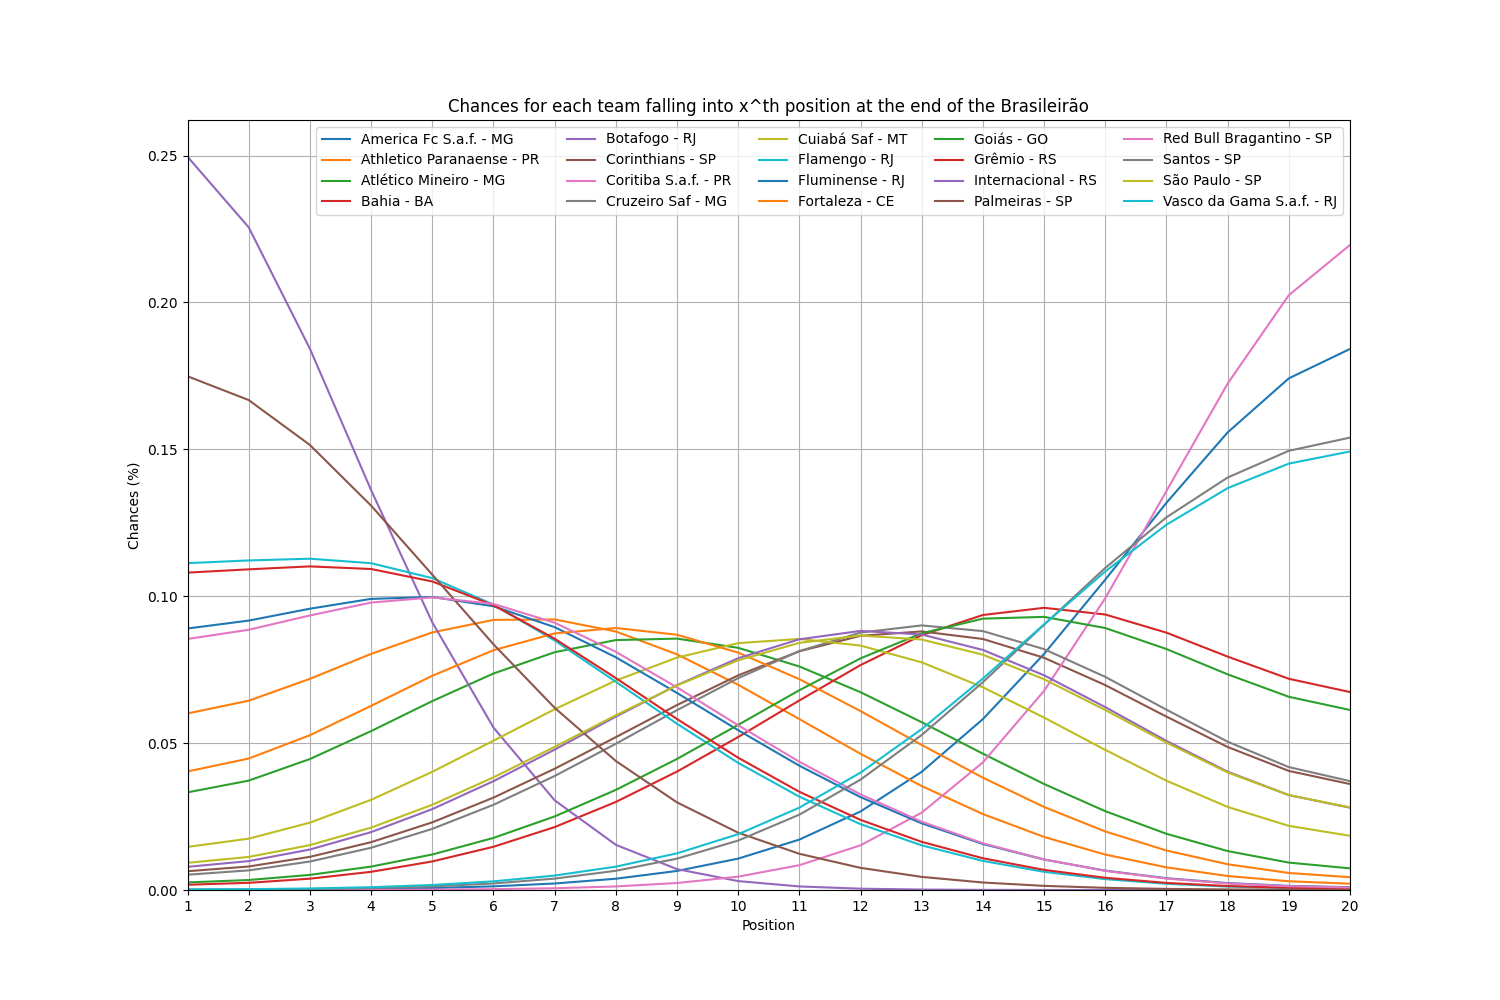 Chances for each team falling into x^th position at the end of the Brasileirão
America Fc S.a.f. - MG
Athletico Paranaense - PR
Atlético Mineiro - MG
Bahia - BA
Botafogo - RJ
Corinthians - SP
Coritiba S.a.f. - PR
Cruzeiro Saf - MG
Cuiabá Saf - MT
Flamengo - RJ
Fluminense - RJ
Fortaleza - CE
Goiás - GO
Grêmio - RS
Internacional - RS
Palmeiras - SP
Red Bull Bragantino - SP
Santos - SP
São Paulo - SP
Vasco da Gama S.a.f. - RJ
Chances (%)
0.25
0.20
0.15
0.10
0.05
0.00
1 2 3 4 5 6 7 8 9 10 11 12 13 14 15 16 17 18 19 20
Position